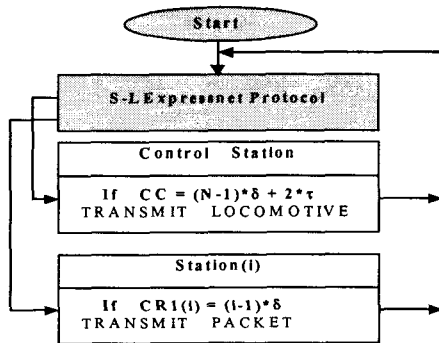 Start
S-L Expressnet Protocol
Control Station
If CC = (N-1)*δ + 2*τ
TRANSMIT LOCOMOTIVE
Station(i)
If CR1(i) = (i-1)*δ
TRANSMIT PACKET